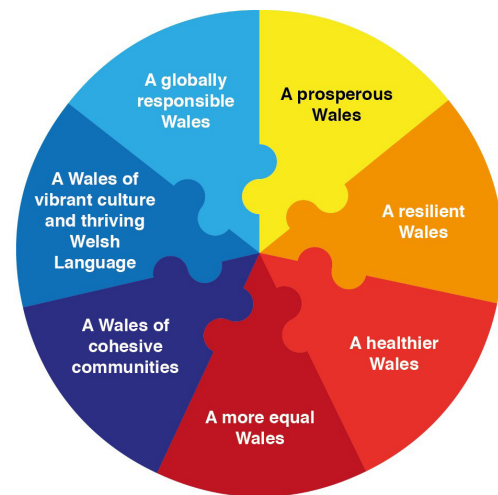 A prosperous
Wales
A resilient
Wales
A healthier
Wales
A more equal
Wales
A Wales of
cohesive
communities
A Wales of
vibrant culture
and thriving
Welsh
Language
A globally
responsible
Wales